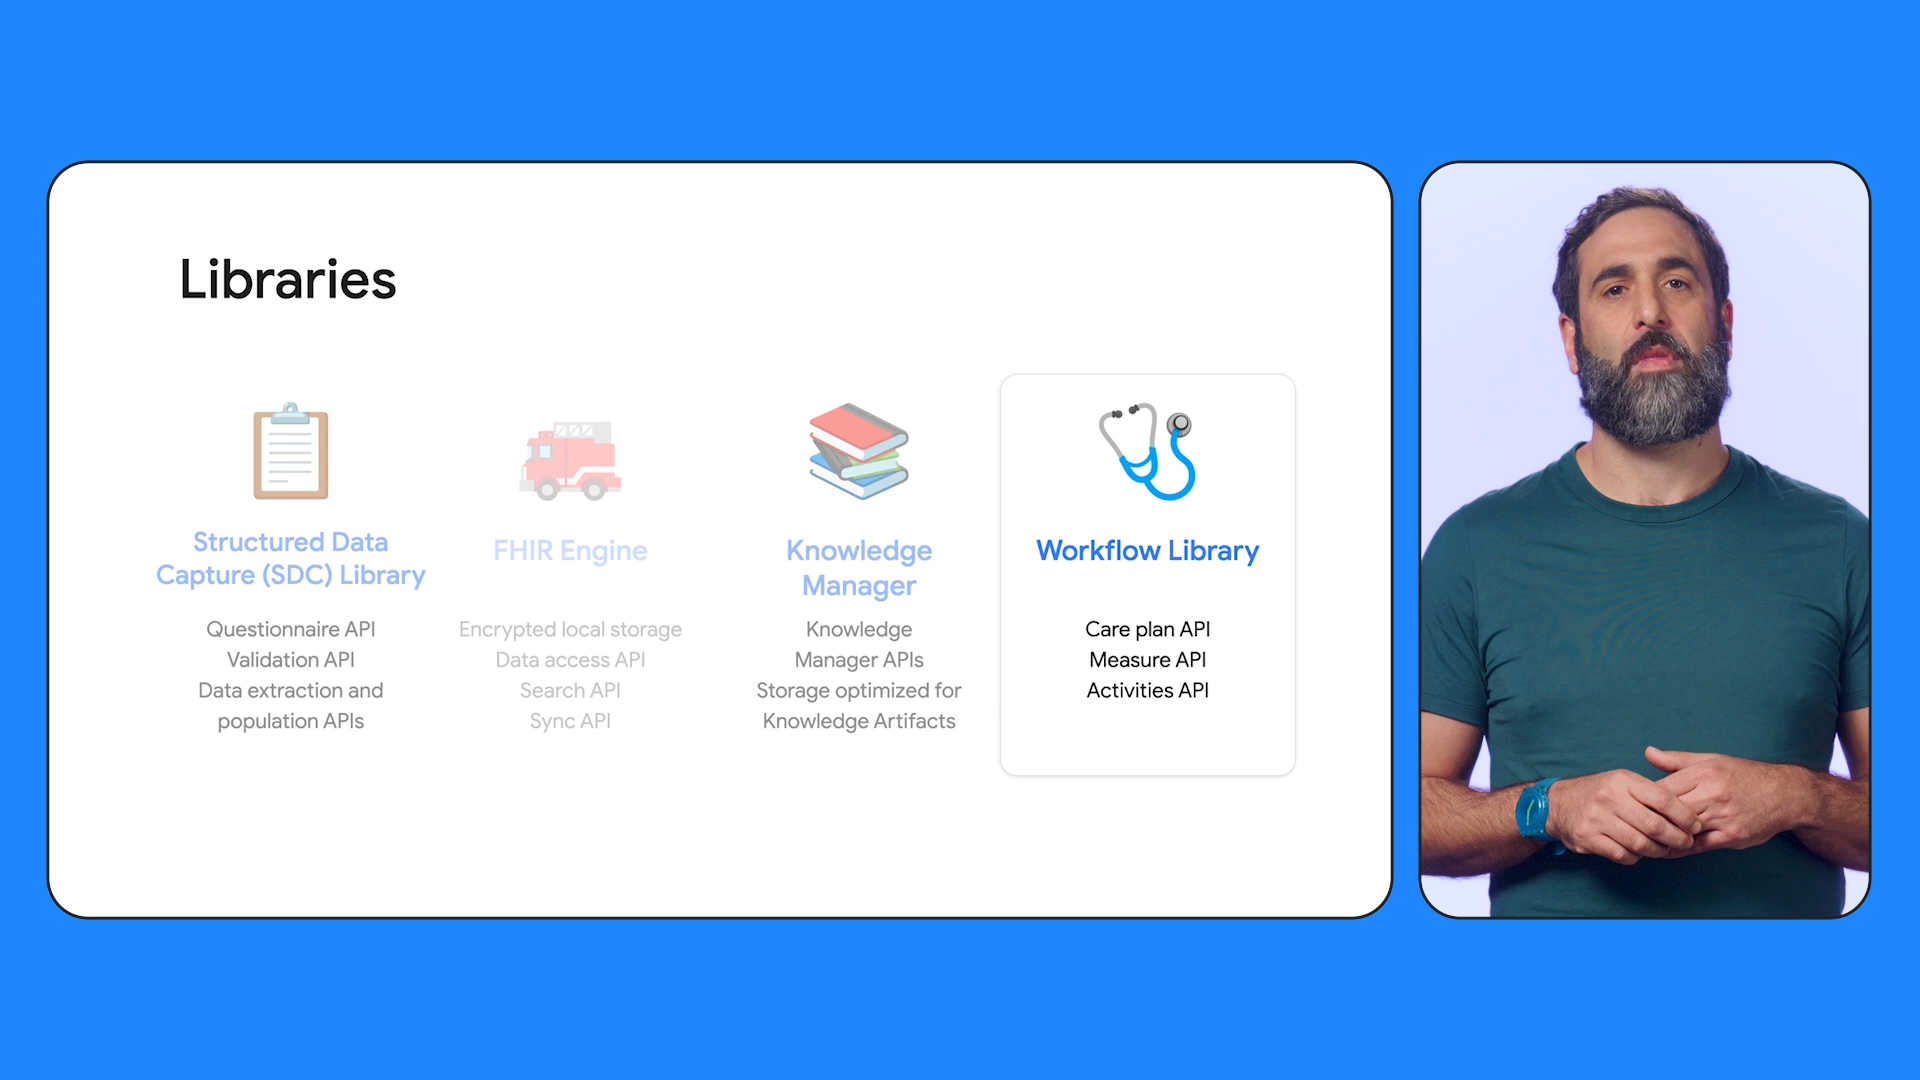 Libraries
Structured Data
Capture (SDC) Library
Questionnaire API
Validation API
Data extraction and
population APIs
FHIR Engine
Encrypted local storage
Data access API
Search API
Sync API
Knowledge
Manager
Knowledge
Manager APIs
Storage optimized for
Knowledge Artifacts
Workflow Library
Care plan API
Measure API
Activities API